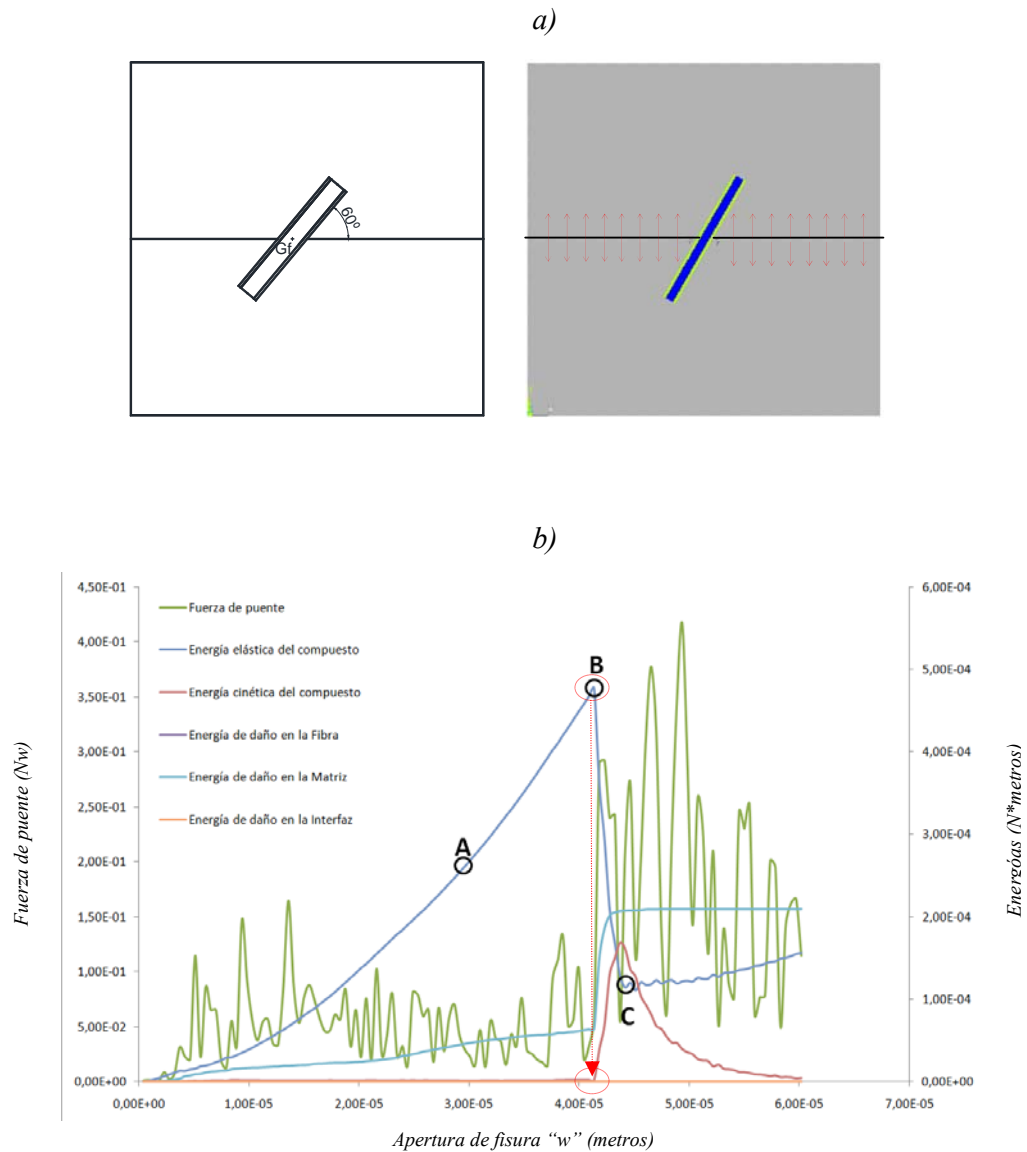 a)
60º
Gf
b)
4,50E-01
4,00E-01
3,50E-01
3,00E-01
2,50E-01
2,00E-01
1,50E-01
1,00E-01
5,00E-02
0,00E+00
Fuerza de puente (Nw)
Fuerza de puente
Energía elástica del compuesto
Energía cinética del compuesto
Energía de daño en la Fibra
Energía de daño en la Matriz
Energía de daño en la Interfaz
A
B
C
6,00E-04
5,00E-04
4,00E-04
3,00E-04
2,00E-04
1,00E-04
0,00E+00
Energóas (N*metros)
0,00E+00 1,00E-05 2,00E-05 3,00E-05 4,00E-05 5,00E-05 6,00E-05 7,00E-05
Apertura de fisura “w” (metros)